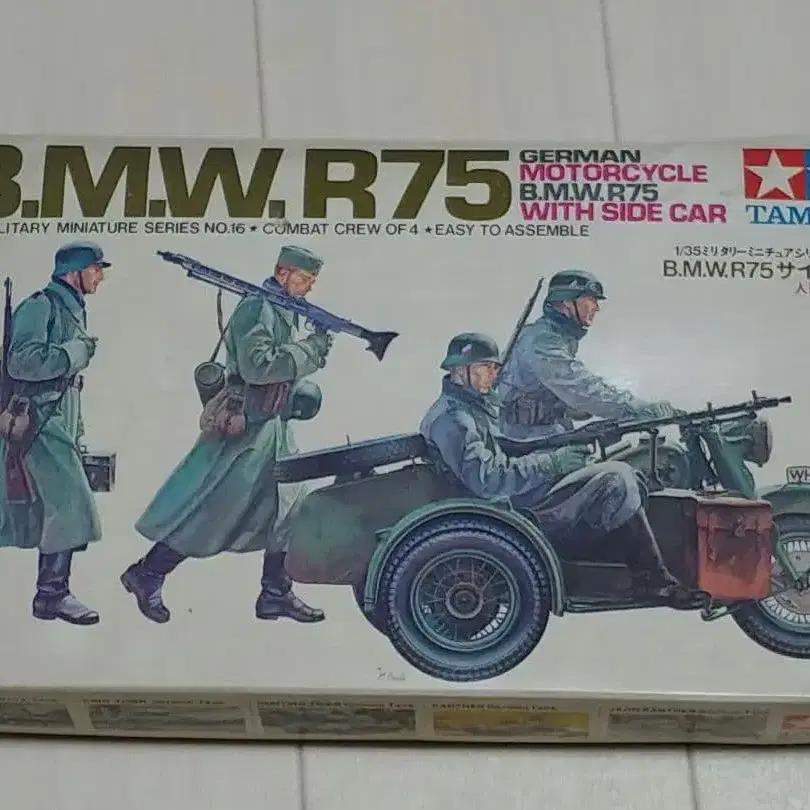 B.M.W. R75
GERMAN
MOTORCYCLE
B.M.W. R75
WITH SIDE CAR
TAM
LITARY MINIATURE SERIES NO.16 ★ COMBAT CREW OF 4 ★ EASY TO ASSEMBLE
1/35ミリタリーミニチュアシリ
B.M.W.R75サイ
WH